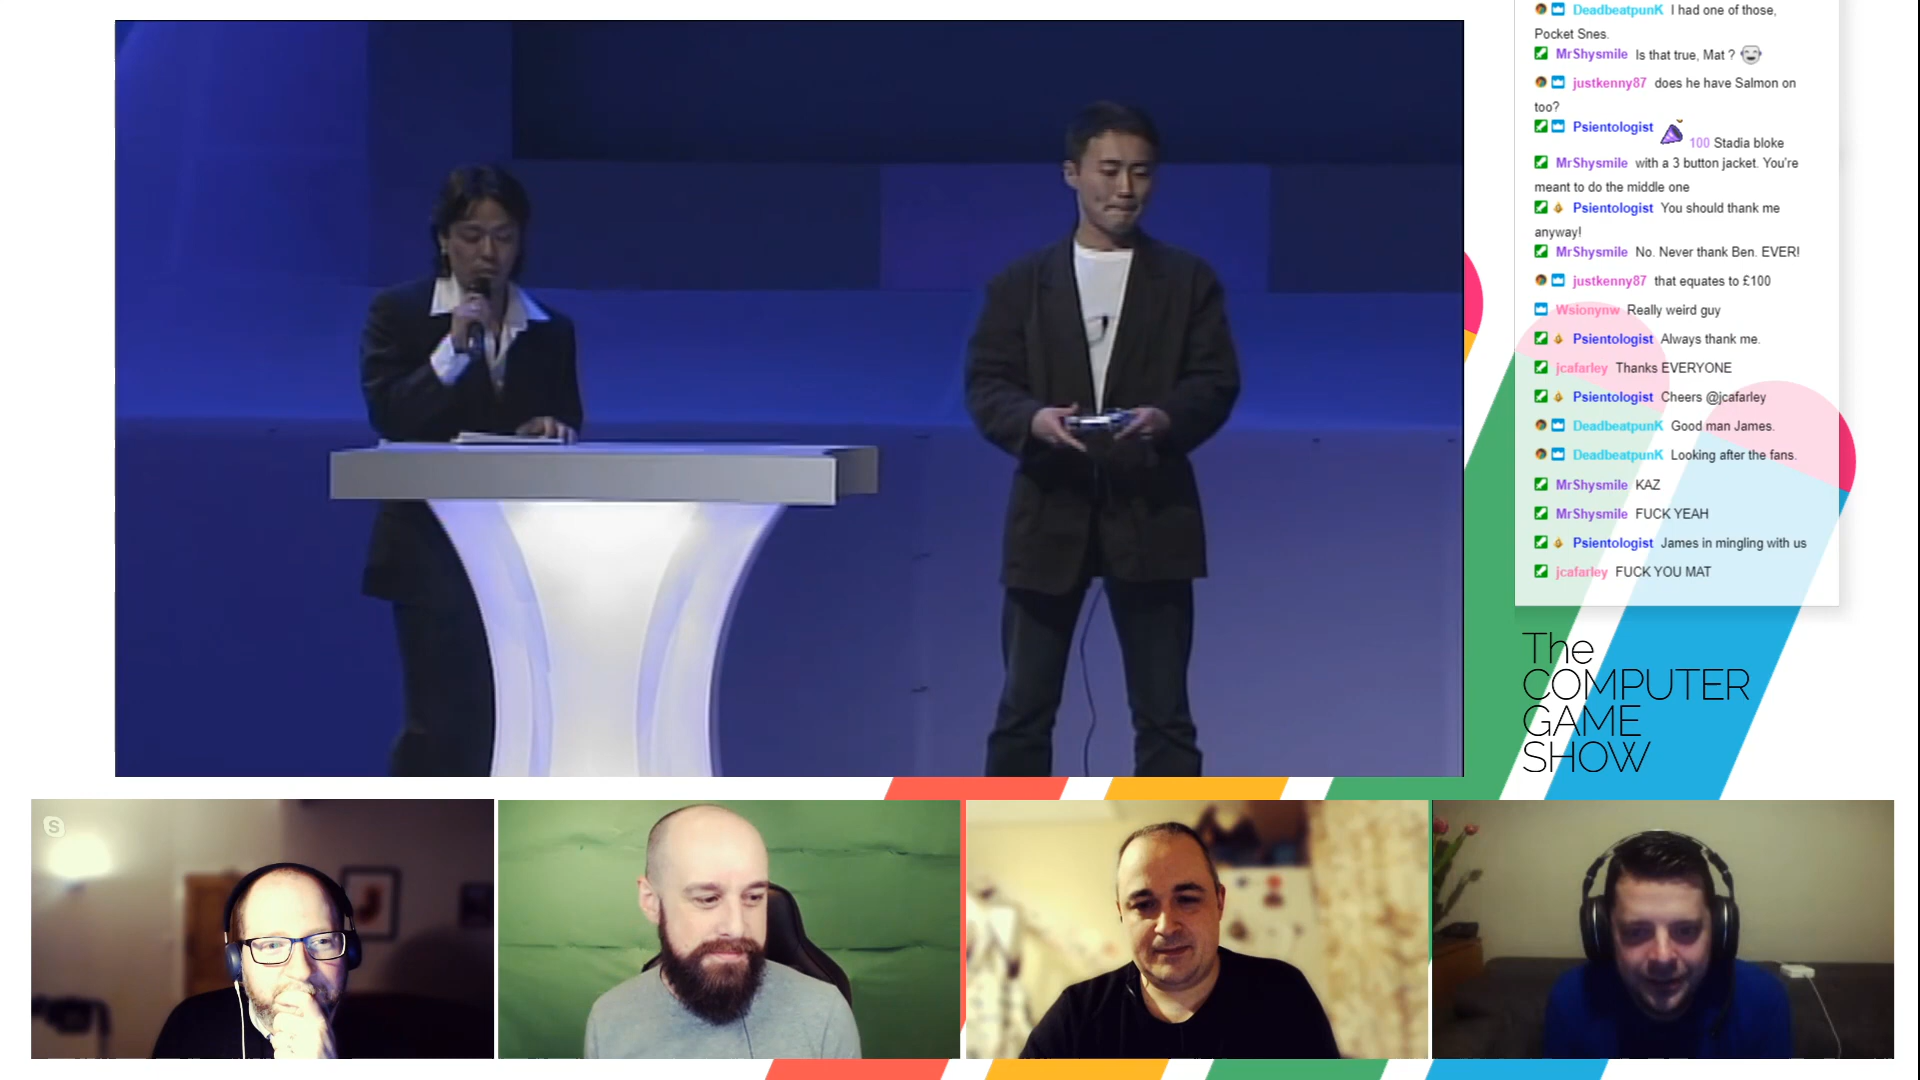 DeadbeatpunK I had one of those,
Pocket Snes.
MrShysmile Is that true, Mat ?
justkenny87 does he have Salmon on
too?
Psientologist 100 Stadia bloke
MrShysmile with a 3 button jacket. You're
meant to do the middle one
Psientologist You should thank me
anyway!
MrShysmile No. Never thank Ben. EVER!
justkenny87 that equates to £100
Wsionynw Really weird guy
Psientologist Always thank me.
jcafarley Thanks EVERYONE
Psientologist Cheers @jcafarley
DeadbeatpunK Good man James.
DeadbeatpunK Looking after the fans.
MrShysmile KAZ
MrShysmile FUCK YEAH
Psientologist James in mingling with us
jcafarley FUCK YOU MAT
The
COMPUTER
GAME
SHOW
S